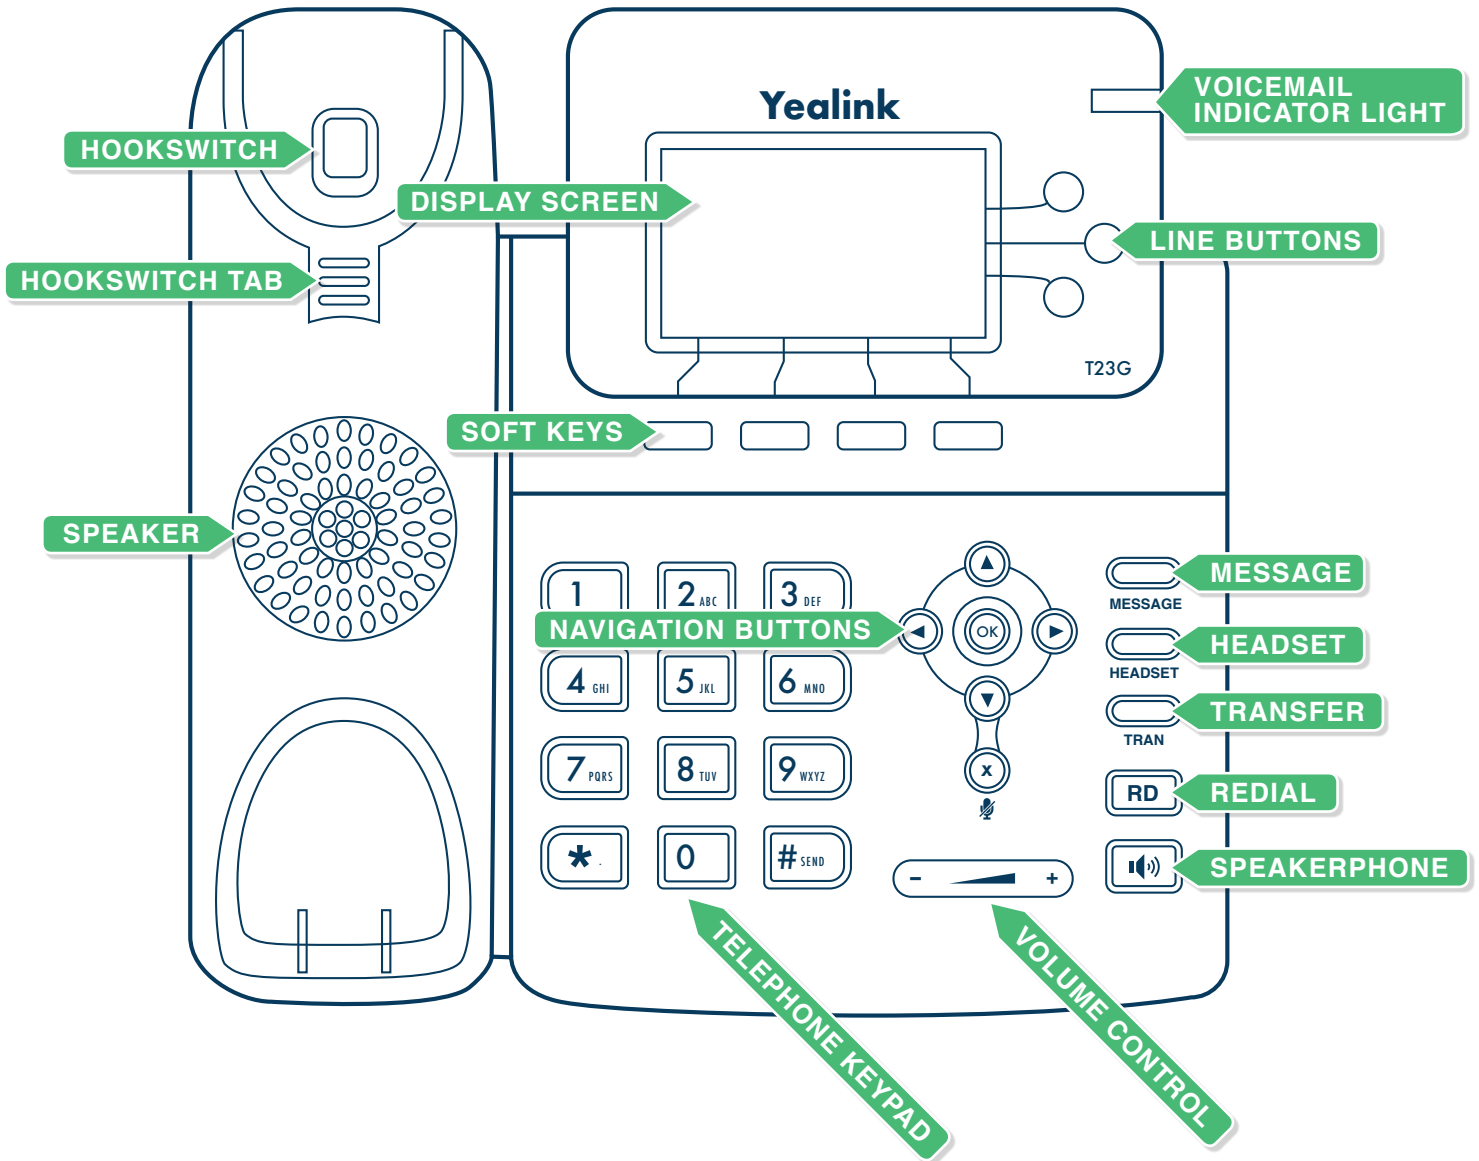 Yealink
VOICEMAIL
INDICATOR LIGHT
HOOKSWITCH
DISPLAY SCREEN
LINE BUTTONS
HOOKSWITCH TAB
T23G
SOFT KEYS
SPEAKER
1
2 ABC
3 DEF
MESSAGE
MESSAGE
NAVIGATION BUTTONS
OK
HEADSET
HEADSET
4 GHI
5 JKL
6 MNO
TRANSFER
TRAN
7 PQRS
8 TUV
9 WXYZ
x
RD
REDIAL
* .
0
# SEND
- +
SPEAKERPHONE
TELEPHONE KEYPAD
VOLUME CONTROL